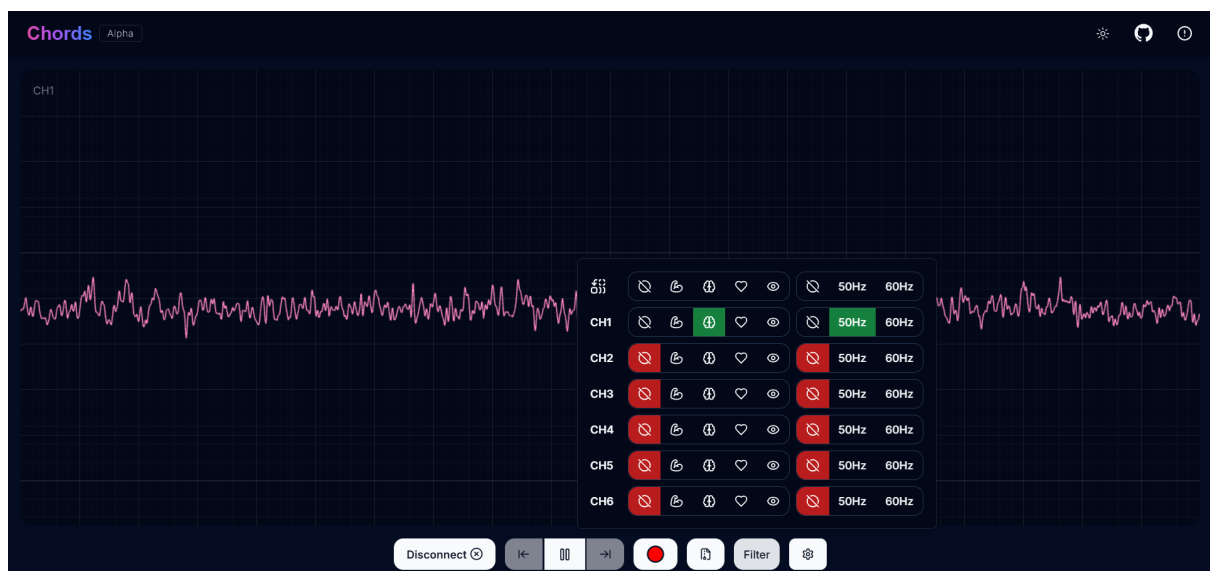 Chords Alpha
CH1
50Hz 60Hz
CH1 50Hz 60Hz
CH2 50Hz 60Hz
CH3 50Hz 60Hz
CH4 50Hz 60Hz
CH5 50Hz 60Hz
CH6 50Hz 60Hz
Disconnect Filter